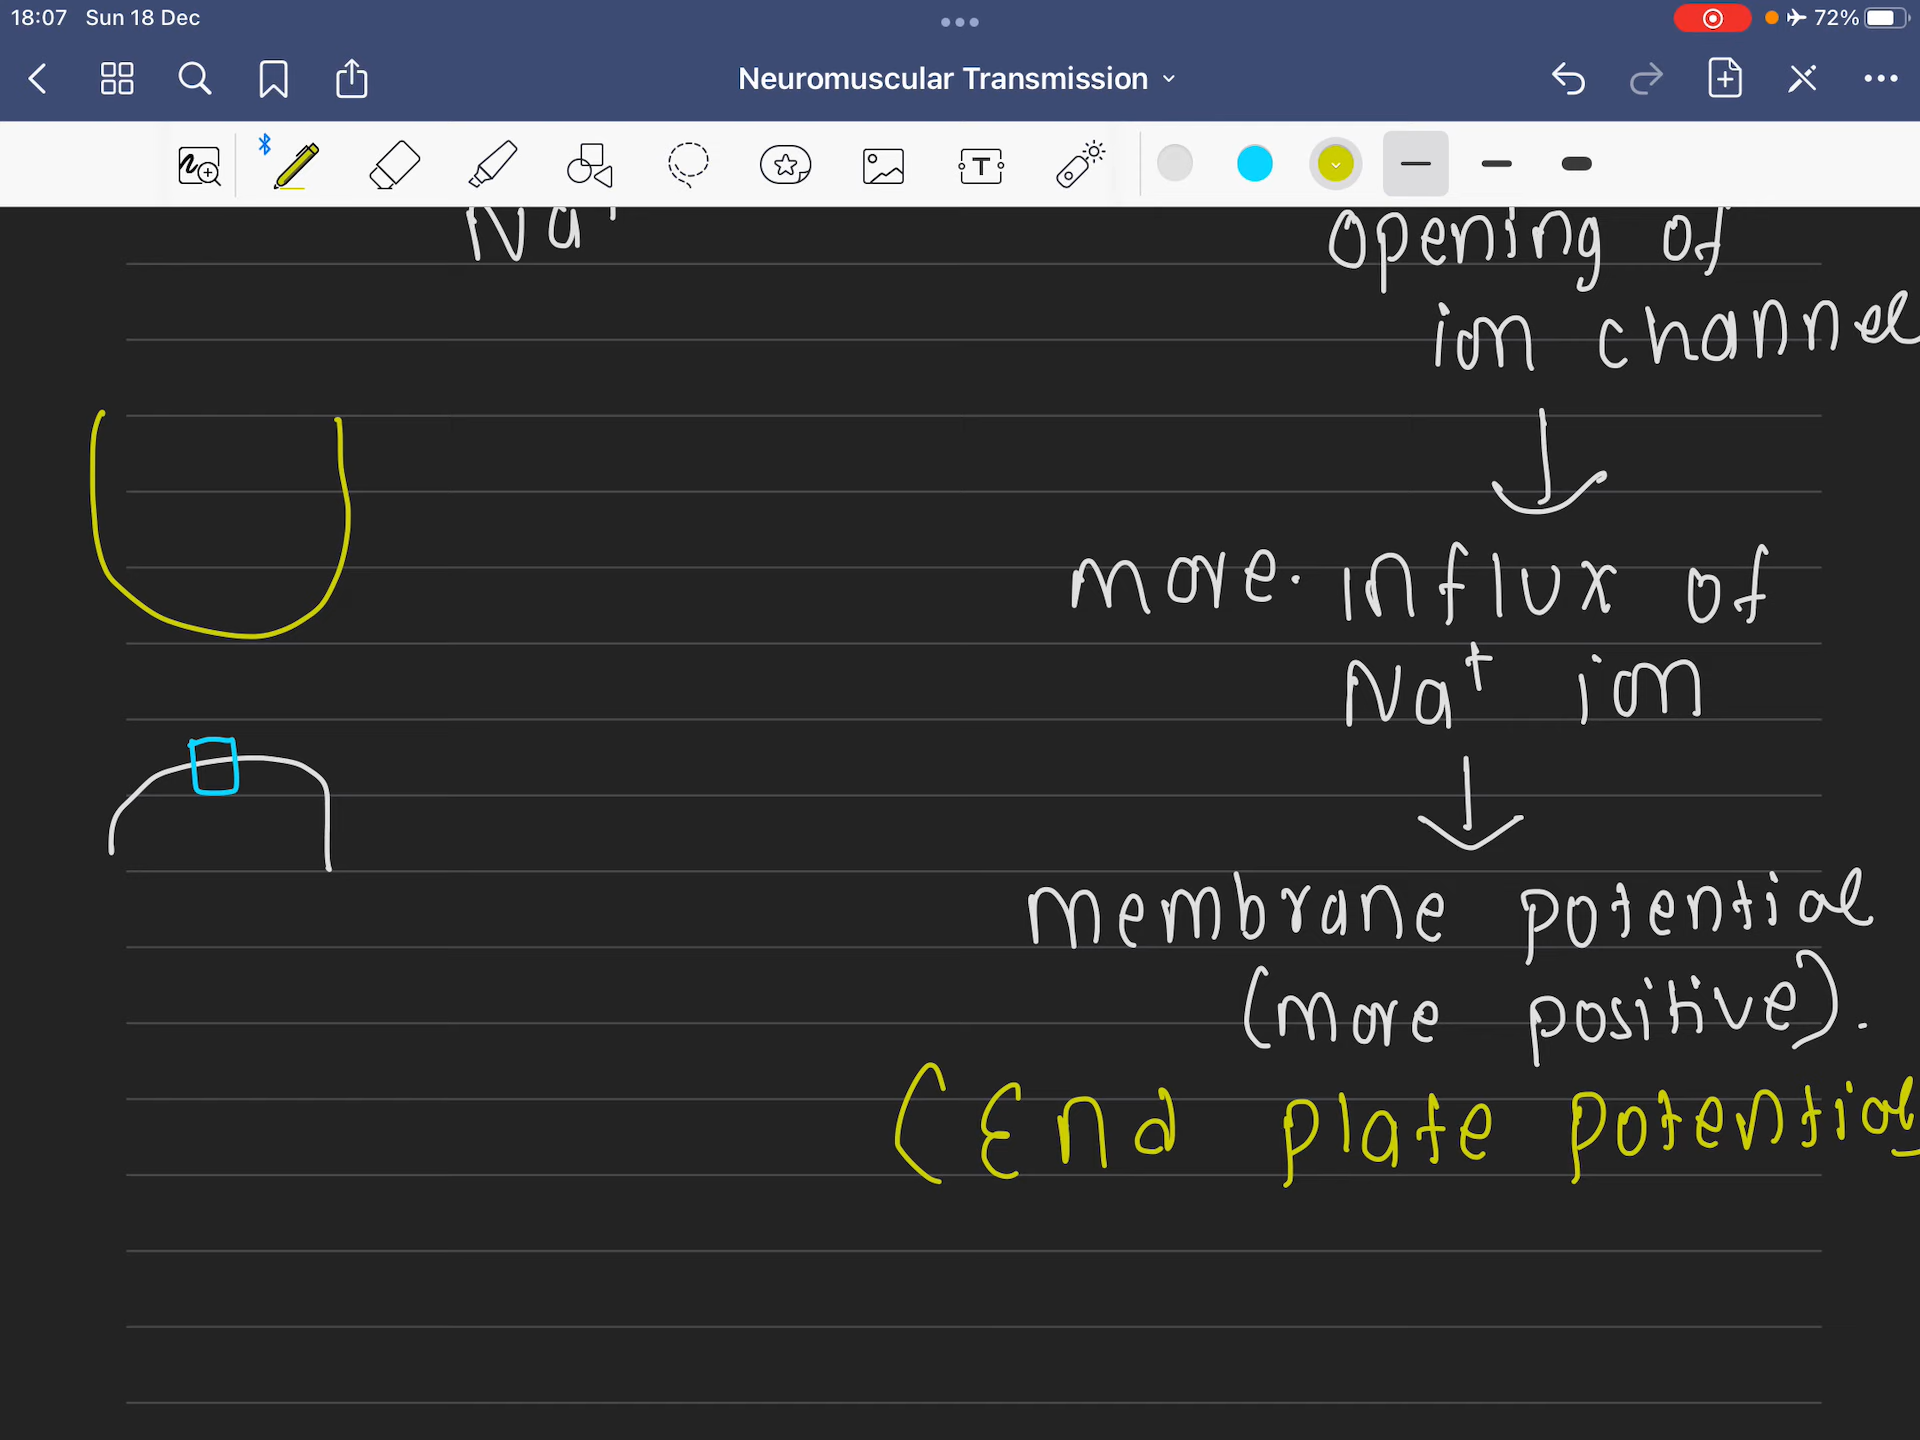 18:07 Sun 18 Dec
72%
Neuromuscular Transmission
T
Na+
opening of
ion channel
more. influx of
Na+ ion
membrane potential
(more positive).
(End plate potential